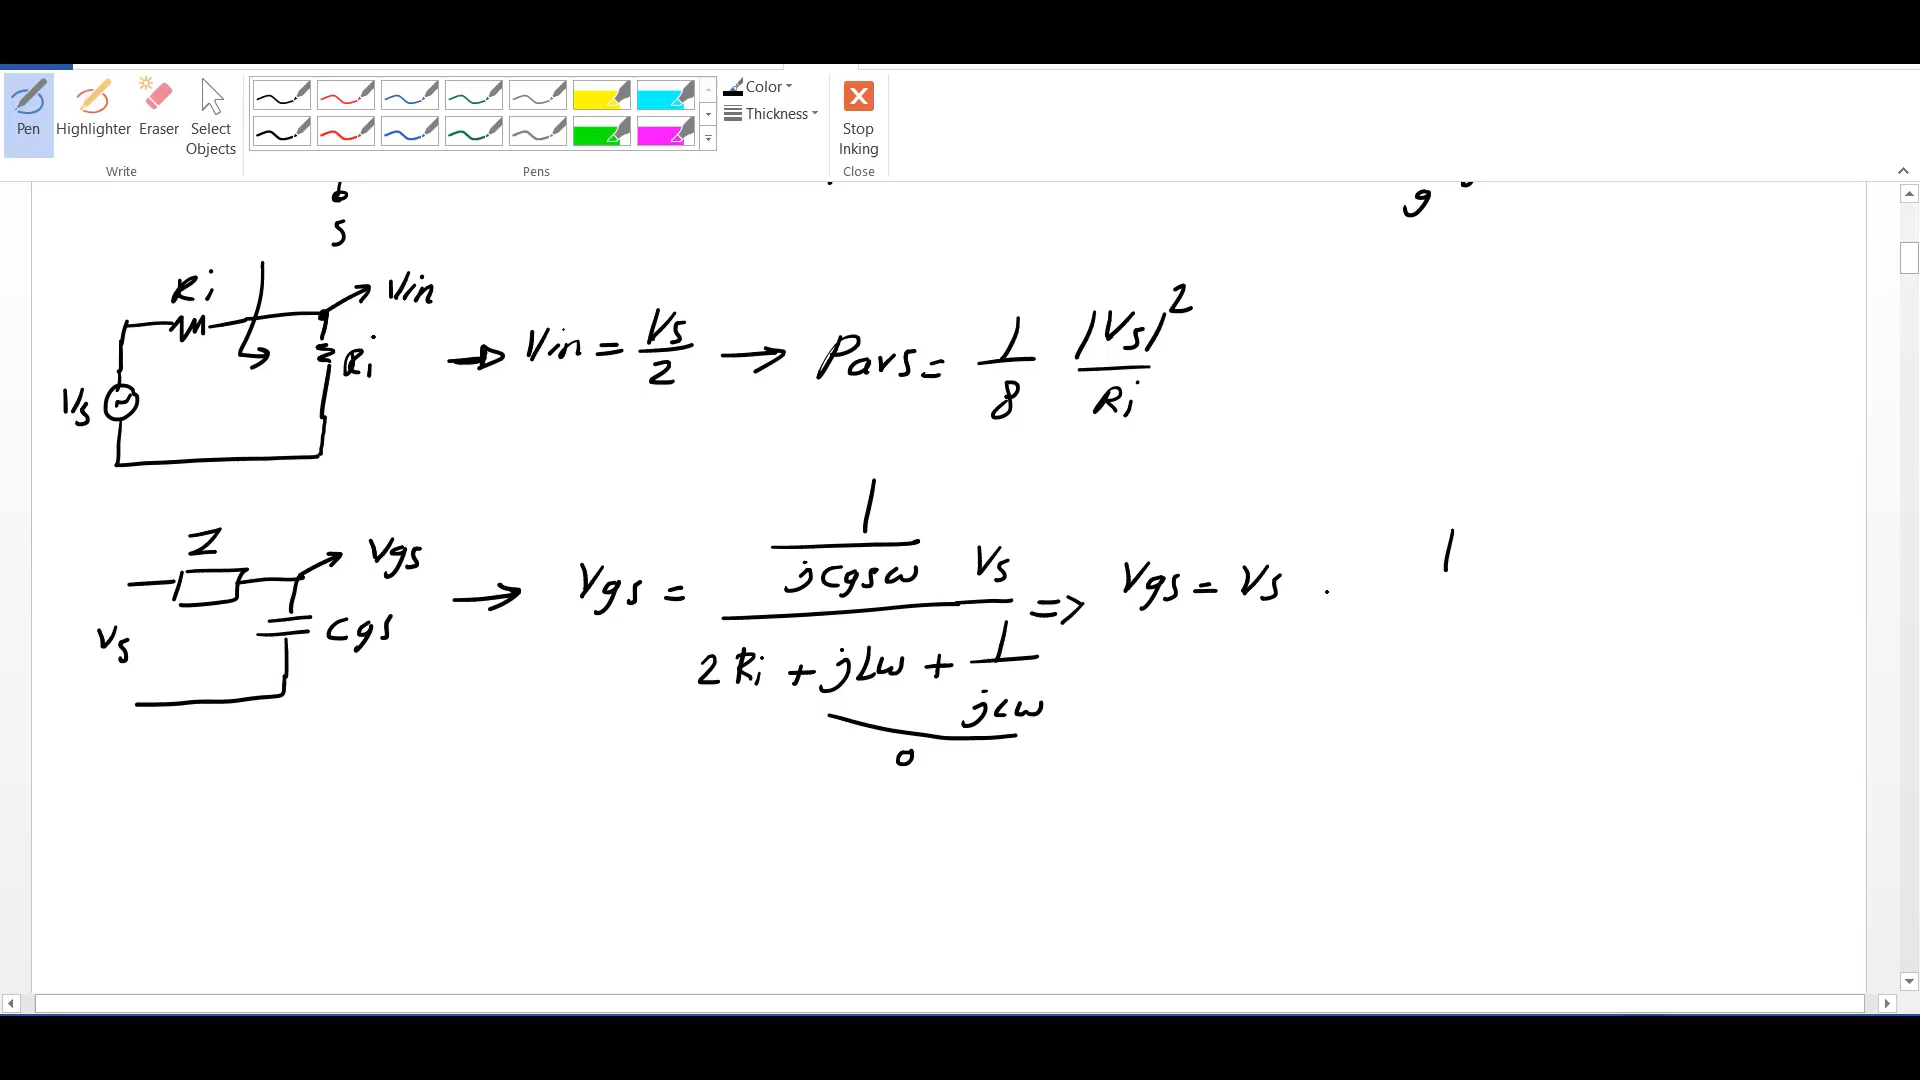 Pen
Highlighter
Eraser
Select Objects
Color
Thickness
Stop Inking
Write
Pens
Close
b
g
s
Ri
Vin
Vs
Ri
Vin = Vs/2 → Pavs = 1/8 |Vs|²/Ri
Z
Vgs
Vs
Cgs
→ Vgs = (1/(jCgsω) Vs)/(2Ri + jLω + 1/(jcω)) => Vgs = Vs . 1
0